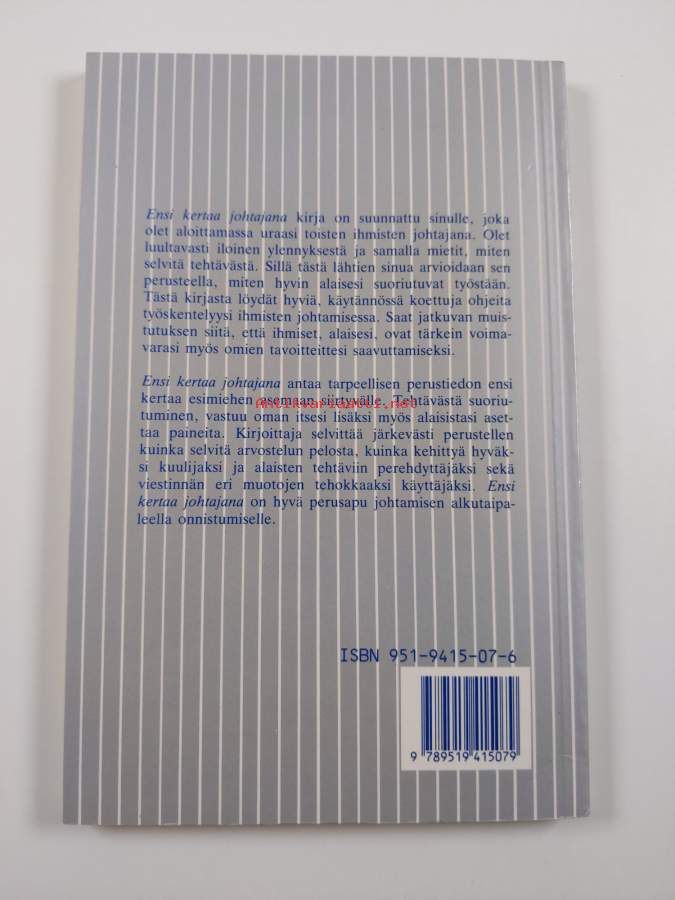 Ensi kertaa johtajana kirja on suunnattu sinulle, joka
olet aloittamassa uraasi toisten ihmisten johtajana. Olet
luultavasti iloinen ylennyksestä ja samalla mietit, miten
selvitä tehtävästä. Sillä tästä lähtien sinua arvioidaan sen
perusteella, miten hyvin alaisesi suoriutuvat työstään.
Tästä kirjasta löydät hyviä, käytännössä koettuja ohjeita
työskentelyysi ihmisten johtamisessa. Saat jatkuvan muis-
tutuksen siitä, että ihmiset, alaisesi, ovat tärkein voima-
varasi myös omien tavoitteittesi saavuttamiseksi.
Ensi kertaa johtajana antaa tarpeellisen perustiedon ensi
kertaa esimiehen asemaan siirtyvälle. Tehtävästä suoriu-
Antikvariaatti.net
tuminen, vastuu oman itsesi lisäksi myös alaisistasi aset-
taa paineita. Kirjoittaja selvittää järkevästi perustellen
kuinka selvitä arvostelun pelosta, kuinka kehittyä hyväk-
si kuulijaksi ja alaisten tehtäviin perehdyttäjäksi sekä
viestinnän eri muotojen tehokkaaksi käyttäjäksi. Ensi
kertaa johtajana on hyvä perusapu johtamisen alkutaipa-
leella onnistumiselle.
ISBN 951-9415-07-6
9 789519 415079